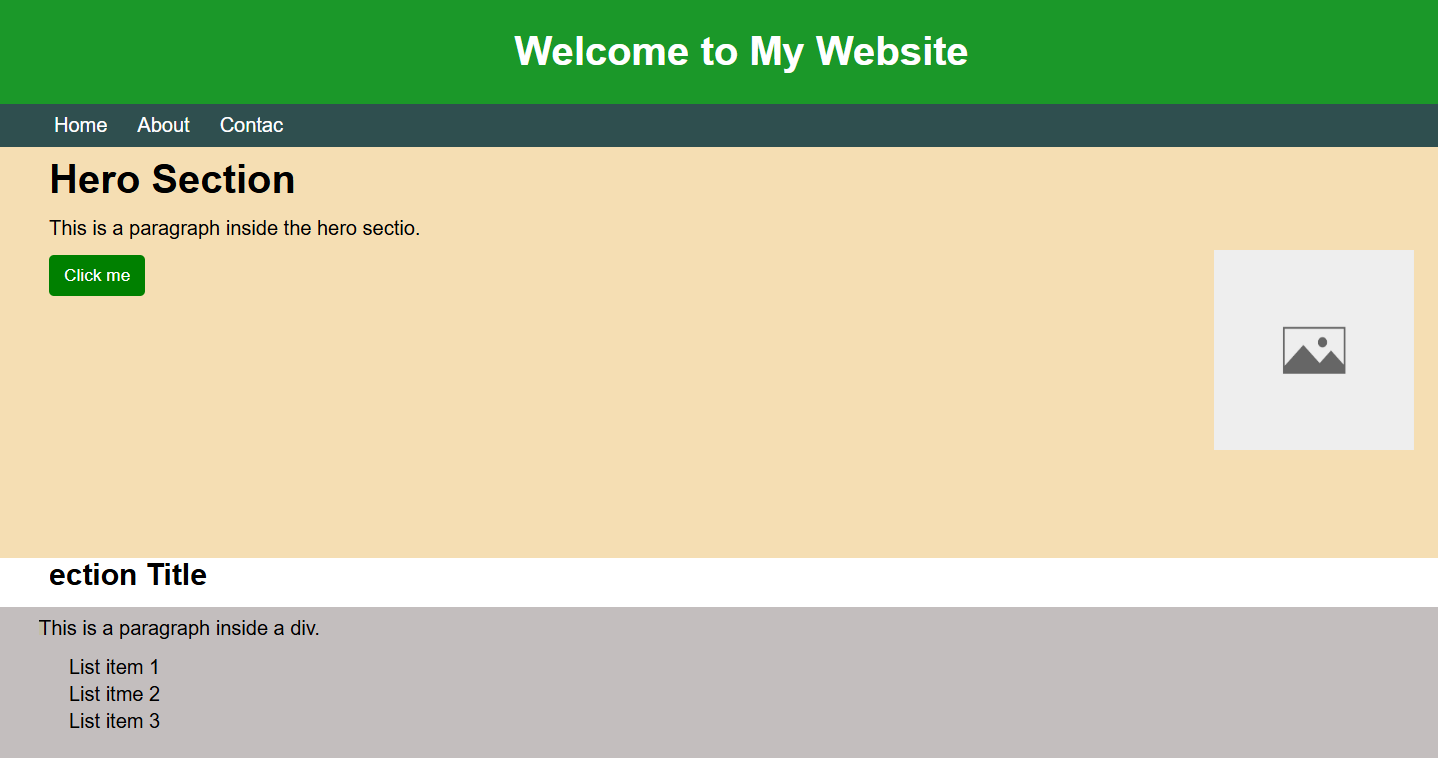 Welcome to My Website
Home About Contac
Hero Section
This is a paragraph inside the hero sectio.
Click me
ection Title
This is a paragraph inside a div.
List item 1
List itme 2
List item 3